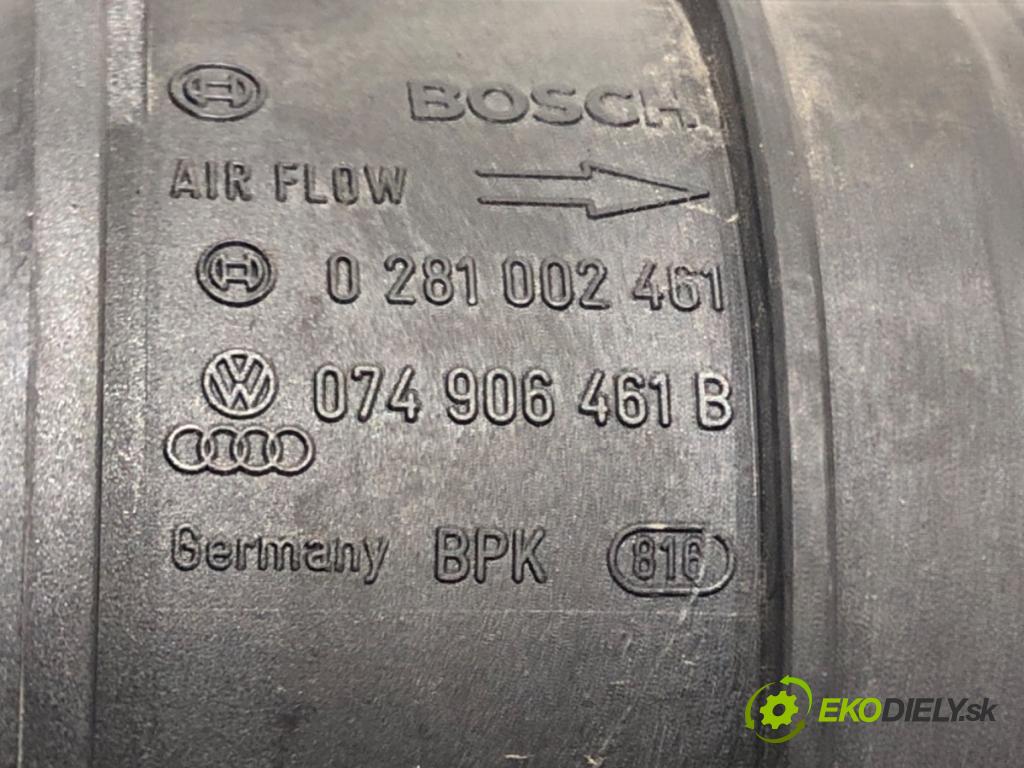 BOSCH
AIR FLOW
0 281 002 461
074 906 461 B
Germany BPK 816
EKODIELY.sk